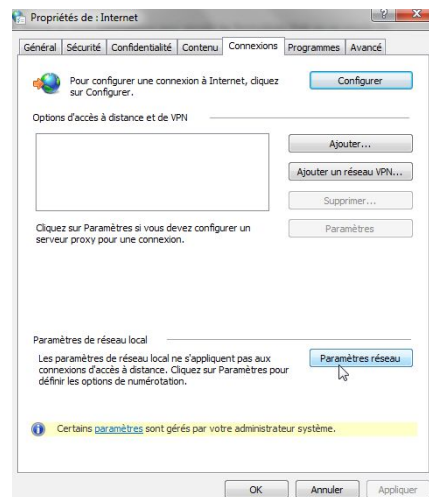 Propriétés de : Internet
Général Sécurité Confidentialité Contenu Connexions Programmes Avancé
Pour configurer une connexion à Internet, cliquez
sur Configurer.
Configurer
Options d'accès à distance et de VPN
Ajouter...
Ajouter un réseau VPN...
Supprimer...
Cliquez sur Paramètres si vous devez configurer un
serveur proxy pour une connexion.
Paramètres
Paramètres de réseau local
Les paramètres de réseau local ne s'appliquent pas aux
connexions d'accès à distance. Cliquez sur Paramètres pour
définir les options de numérotation.
Paramètres réseau
Certains paramètres sont gérés par votre administrateur système.
OK Annuler Appliquer